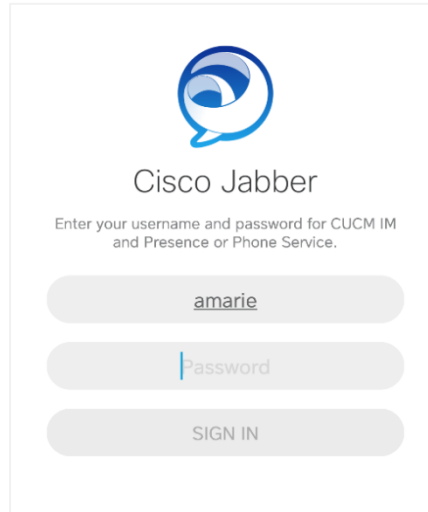 Cisco Jabber
Enter your username and password for CUCM IM
and Presence or Phone Service.
amarie
Password
SIGN IN